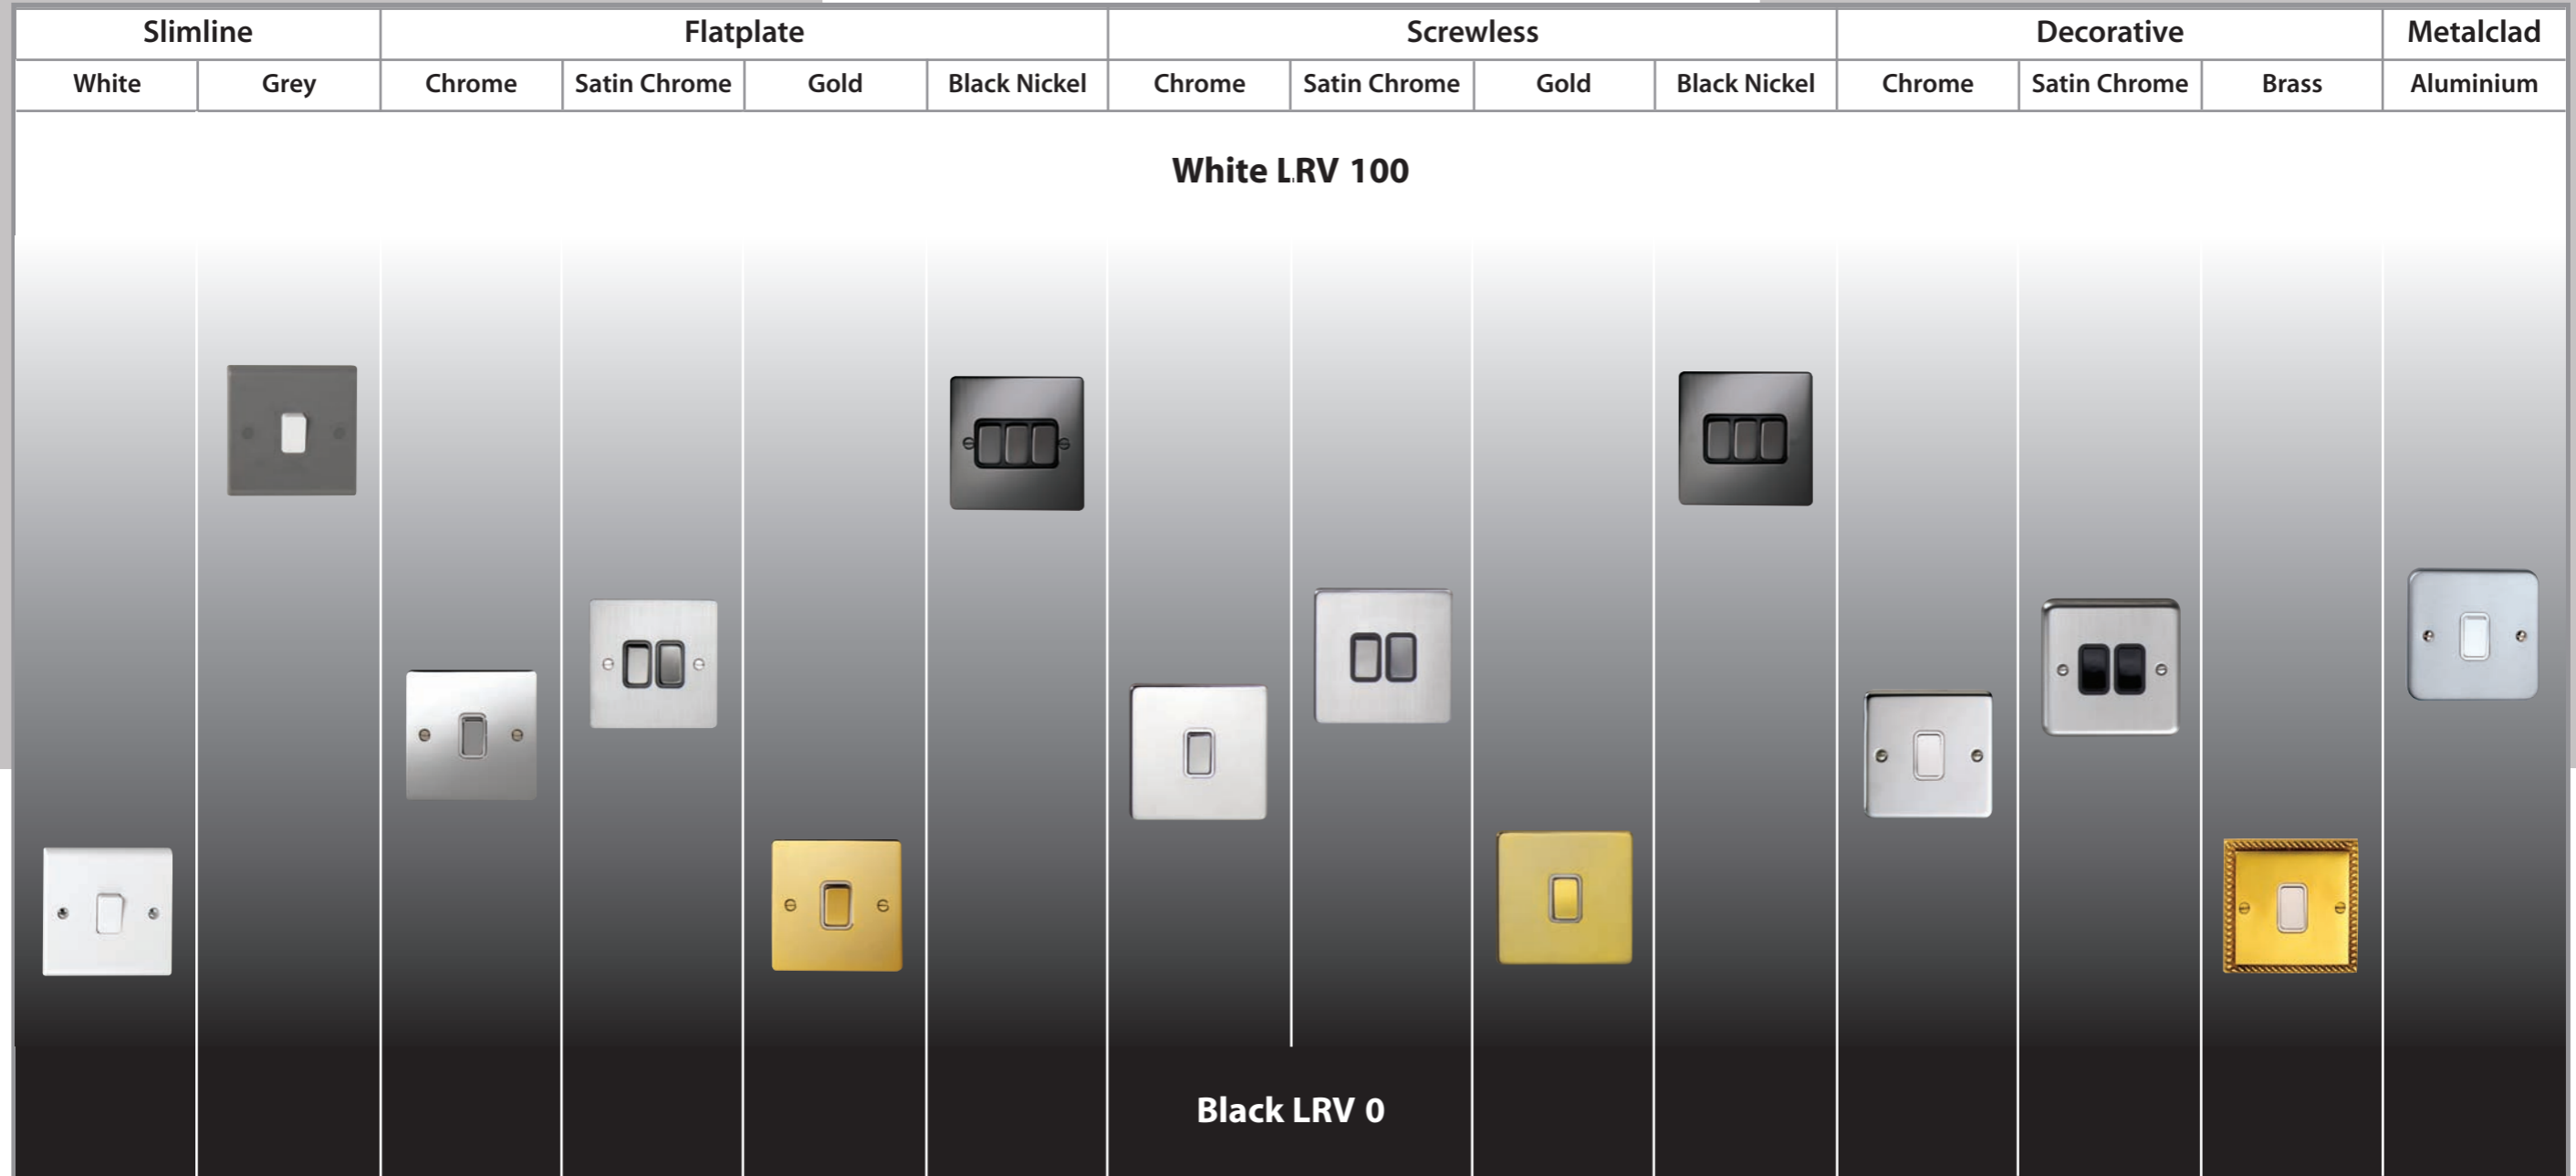 Slimline Flatplate Screwless Decorative Metalclad
White Grey Chrome Satin Chrome Gold Black Nickel Chrome Satin Chrome Gold Black Nickel Chrome Satin Chrome Brass Aluminium
White LRV 100
Black LRV 0